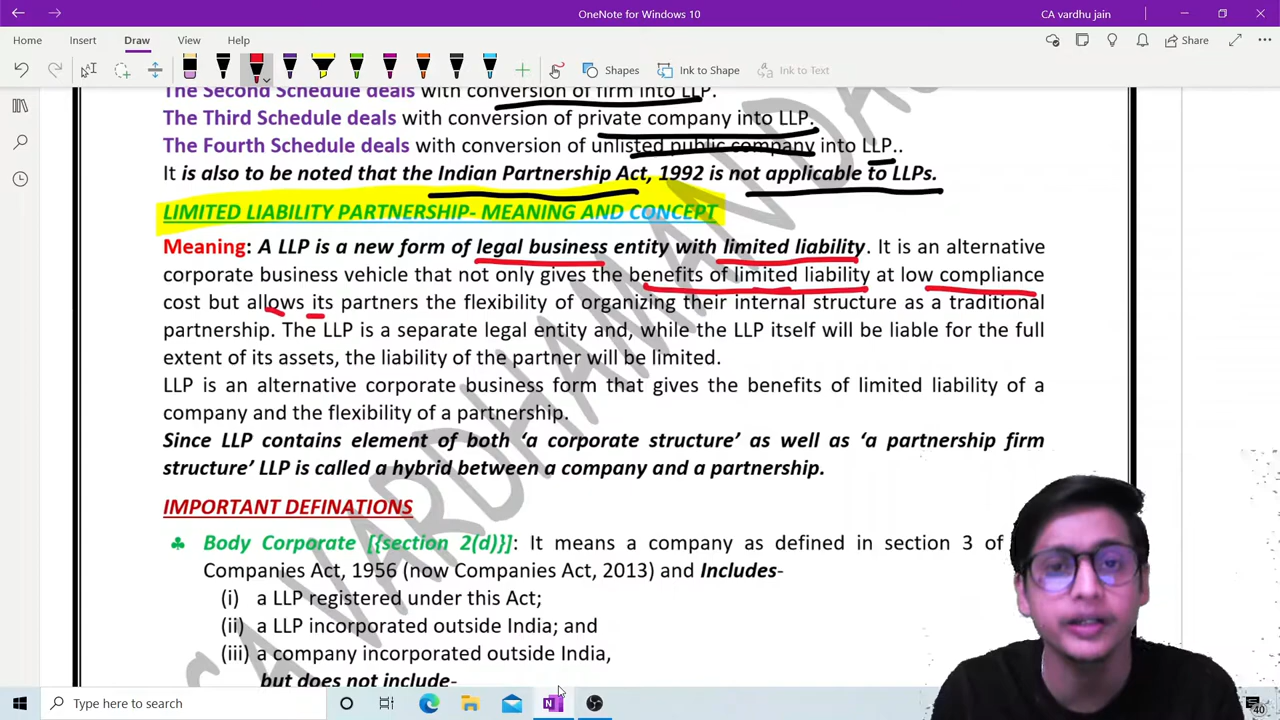 OneNote for Windows 10
CA vardhu jain
Home Insert Draw View Help
Share
Shapes Ink to Shape Ink to Text
The Second Schedule deals with conversion of firm into LLP.
The Third Schedule deals with conversion of private company into LLP.
The Fourth Schedule deals with conversion of unlisted public company into LLP..
It is also to be noted that the Indian Partnership Act, 1992 is not applicable to LLPs.
LIMITED LIABILITY PARTNERSHIP- MEANING AND CONCEPT
Meaning: A LLP is a new form of legal business entity with limited liability. It is an alternative
corporate business vehicle that not only gives the benefits of limited liability at low compliance
cost but allows its partners the flexibility of organizing their internal structure as a traditional
partnership. The LLP is a separate legal entity and, while the LLP itself will be liable for the full
extent of its assets, the liability of the partner will be limited.
LLP is an alternative corporate business form that gives the benefits of limited liability of a
company and the flexibility of a partnership.
Since LLP contains element of both ‘a corporate structure’ as well as ‘a partnership firm
structure’ LLP is called a hybrid between a company and a partnership.
IMPORTANT DEFINATIONS
Body Corporate [{section 2(d)}]: It means a company as defined in section 3 of
Companies Act, 1956 (now Companies Act, 2013) and Includes-
(i) a LLP registered under this Act;
(ii) a LLP incorporated outside India; and
(iii) a company incorporated outside India,
but does not include-
CA VARDHAMAN DAGA
Type here to search
40